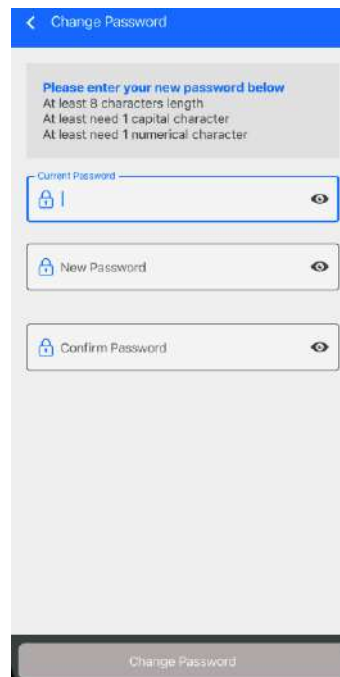 Change Password
Please enter your new password below
At least 8 characters length
At least need 1 capital character
At least need 1 numerical character
Current Password
New Password
Confirm Password
Change Password